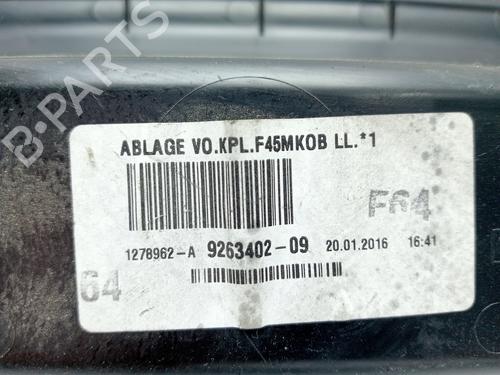 ABLAGE VO.KPL.F45MKOB LL.*1
F64
1278962-A 9263402-09 20.01.2016 16:41
64
B-PARTS